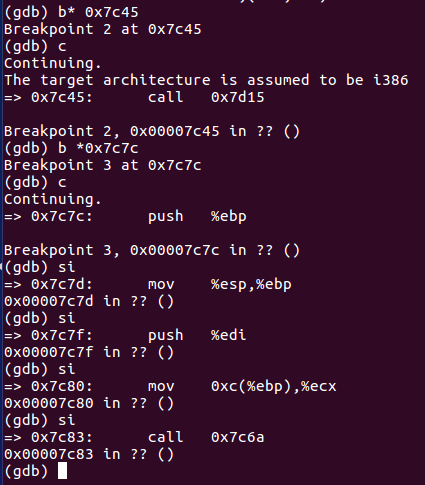 (gdb) b* 0x7c45
Breakpoint 2 at 0x7c45
(gdb) c
Continuing.
The target architecture is assumed to be i386
=> 0x7c45:      call   0x7d15

Breakpoint 2, 0x00007c45 in ?? ()
(gdb) b *0x7c7c
Breakpoint 3 at 0x7c7c
(gdb) c
Continuing.
=> 0x7c7c:      push   %ebp

Breakpoint 3, 0x00007c7c in ?? ()
(gdb) si
=> 0x7c7d:      mov    %esp,%ebp
0x00007c7d in ?? ()
(gdb) si
=> 0x7c7f:      push   %edi
0x00007c7f in ?? ()
(gdb) si
=> 0x7c80:      mov    0xc(%ebp),%ecx
0x00007c80 in ?? ()
(gdb) si
=> 0x7c83:      call   0x7c6a
0x00007c83 in ?? ()
(gdb)